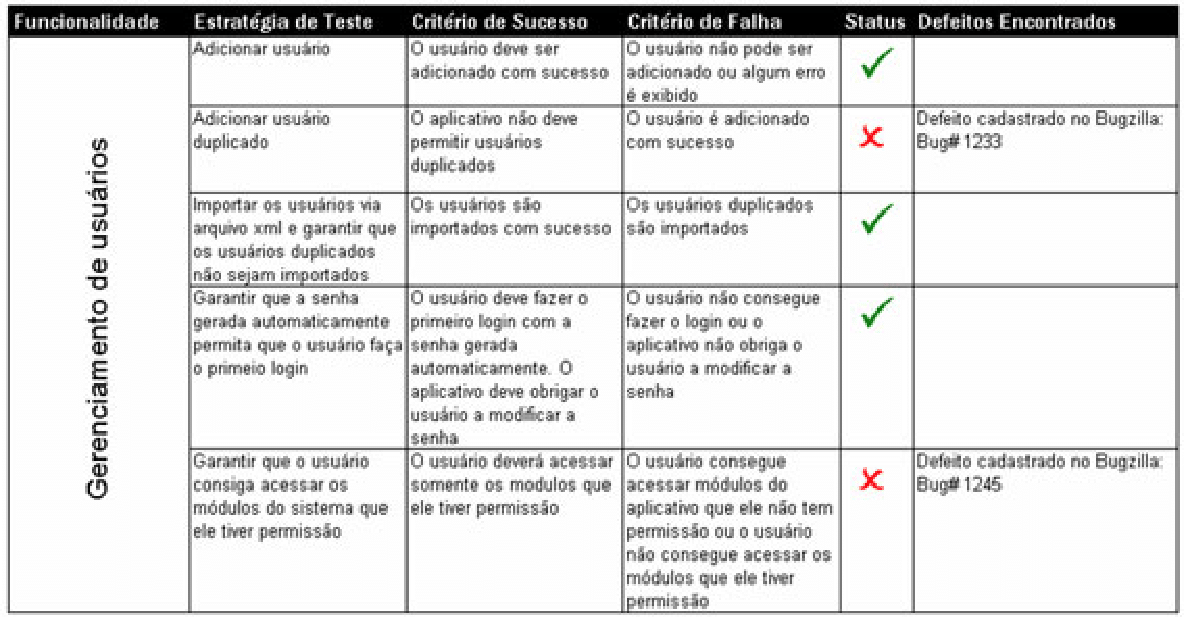 Funcionalidade Estratégia de Teste Critério de Sucesso Critério de Falha Status Defeitos Encontrados
Gerenciamento de usuários
Adicionar usuário
O usuário deve ser
adicionado com sucesso
O usuário não pode ser
adicionado ou algum erro
é exibido
Adicionar usuário
duplicado
O aplicativo não deve
permitir usuários
duplicados
O usuário é adicionado
com sucesso
Defeito cadastrado no Bugzilla:
Bug#1233
Importar os usuários via
arquivo xml e garantir que
os usuários duplicados
não sejam importados
Os usuários são
importados com sucesso
Os usuários duplicados
são importados
Garantir que a senha
gerada automaticamente
permita que o usuário faça
o primeio login
O usuário deve fazer o
primeiro login com a
senha gerada
automaticamente. O
aplicativo deve obrigar o
usuário a modificar a
senha
O usuário não consegue
fazer o login ou o
aplicativo não obriga o
usuário a modificar a
senha
Garantir que o usuário
consiga acessar os
módulos do sistema que
ele tiver permissão
O usuário deverá acessar
somente os modulos que
ele tiver permissão
O usuário consegue
acessar módulos do
aplicativo que ele não tem
permissão ou o usuário
não consegue acessar os
módulos que ele tiver
permissão
Defeito cadastrado no Bugzilla:
Bug#1245